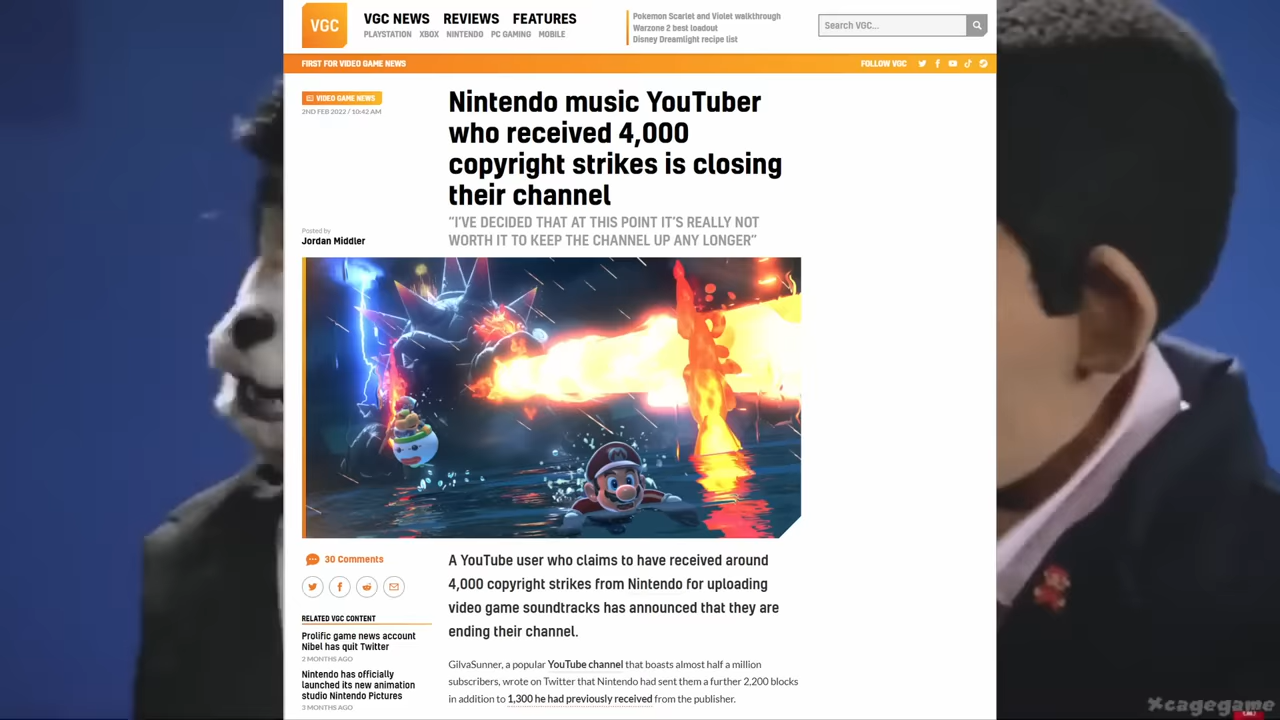 VGC
VGC NEWS REVIEWS FEATURES
PLAYSTATION XBOX NINTENDO PC GAMING MOBILE
Pokemon Scarlet and Violet walkthrough
Warzone 2 best loadout
Disney Dreamlight recipe list
Search VGC...
FIRST FOR VIDEO GAME NEWS
FOLLOW VGC
VIDEO GAME NEWS
2ND FEB 2022 / 10:42 AM
Nintendo music YouTuber
who received 4,000
copyright strikes is closing
their channel
"I'VE DECIDED THAT AT THIS POINT IT'S REALLY NOT
WORTH IT TO KEEP THE CHANNEL UP ANY LONGER"
Posted by
Jordan Middler
30 Comments
A YouTube user who claims to have received around
4,000 copyright strikes from Nintendo for uploading
video game soundtracks has announced that they are
ending their channel.
RELATED VGC CONTENT
Prolific game news account
Nibel has quit Twitter
2 MONTHS AGO
Nintendo has officially
launched its new animation
studio Nintendo Pictures
3 MONTHS AGO
GilvaSunner, a popular YouTube channel that boasts almost half a million
subscribers, wrote on Twitter that Nintendo had sent them a further 2,200 blocks
in addition to 1,300 he had previously received from the publisher.
xcagegame